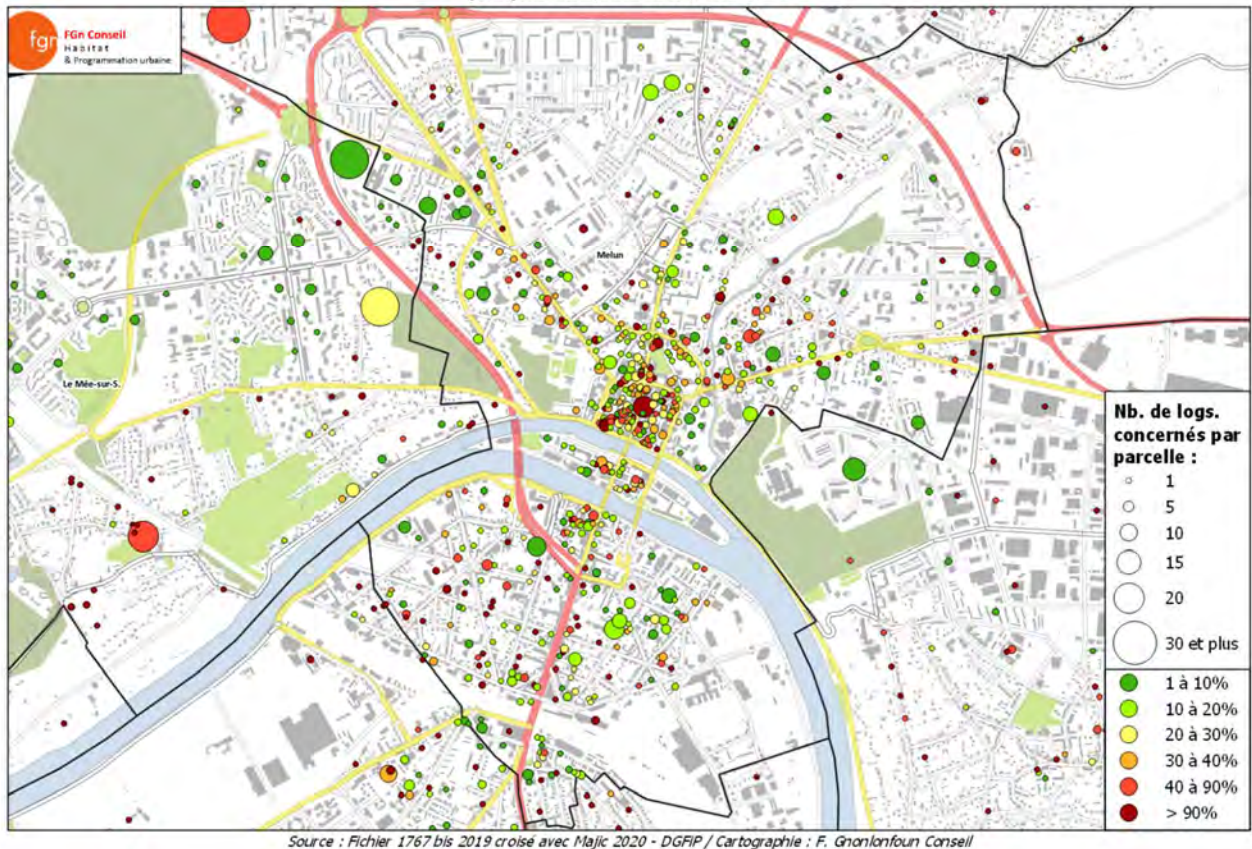 fgn
FGn Conseil
Habitat
& Programmation urbaine
Melun
Le Mée-sur-S.
Nb. de logs.
concernés par
parcelle :
1
5
10
15
20
30 et plus
1 à 10%
10 à 20%
20 à 30%
30 à 40%
40 à 90%
> 90%
Source : Fichier 1767 bis 2019 croisé avec Majic 2020 - DGFiP / Cartographie : F. Gnonlonfoun Conseil